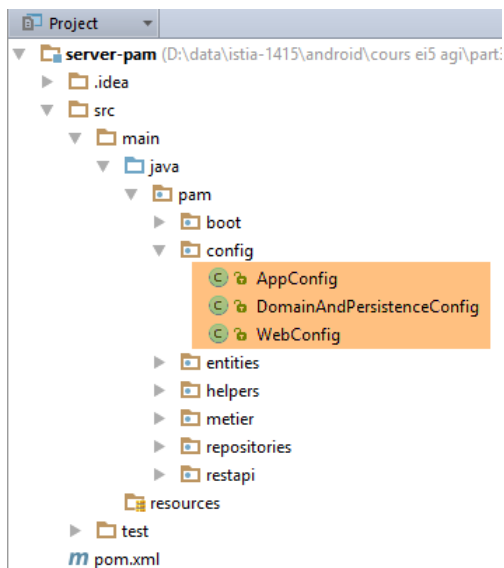 Project
server-pam (D:\data\istia-1415\android\cours ei5 agi\part3
.idea
src
main
java
pam
boot
config
AppConfig
DomainAndPersistenceConfig
WebConfig
entities
helpers
metier
repositories
restapi
resources
test
m pom.xml